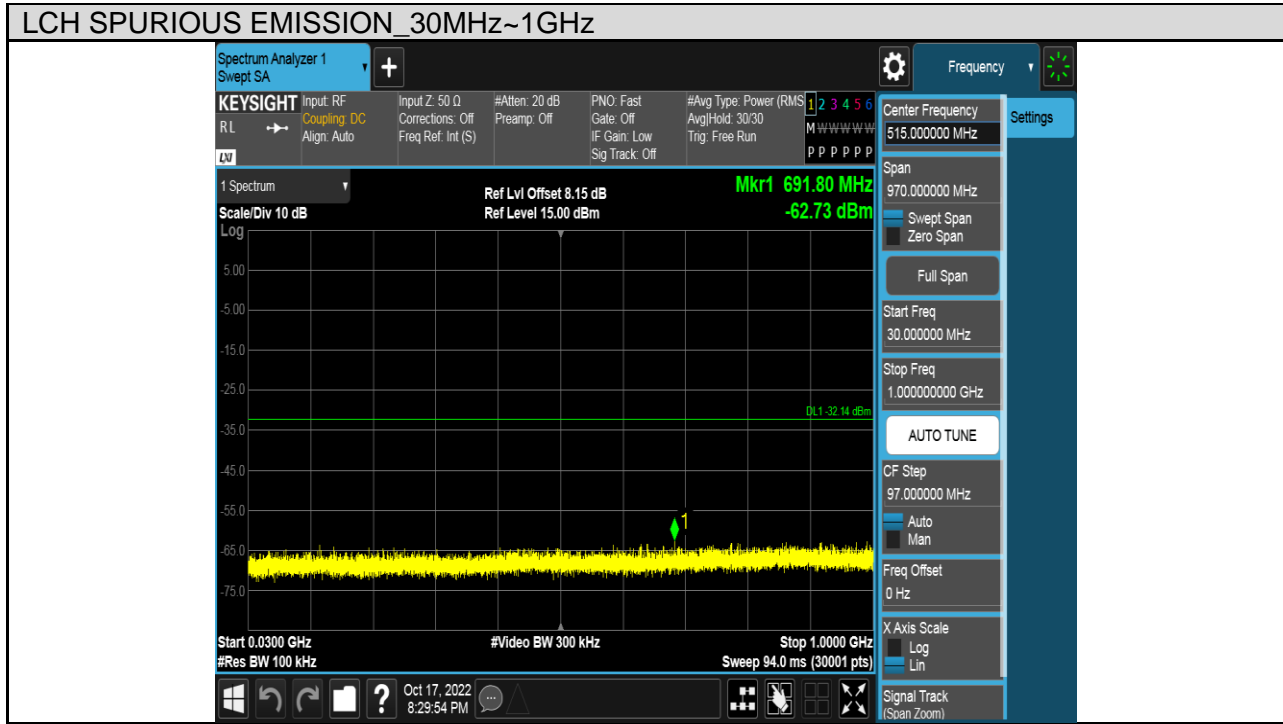 LCH SPURIOUS EMISSION_30MHz~1GHz
Spectrum Analyzer 1
Swept SA
Frequency
KEYSIGHT
RL
LXI
Input: RF
Coupling: DC
Align: Auto
Input Z: 50 Ω
Corrections: Off
Freq Ref: Int (S)
#Atten: 20 dB
Preamp: Off
PNO: Fast
Gate: Off
IF Gain: Low
Sig Track: Off
#Avg Type: Power (RMS
Avg|Hold: 30/30
Trig: Free Run
1 2 3 4 5 6
M W W W W W
P P P P P P
1 Spectrum
Scale/Div 10 dB
Ref Lvl Offset 8.15 dB
Ref Level 15.00 dBm
Mkr1 691.80 MHz
-62.73 dBm
Log
5.00
-5.00
-15.0
-25.0
DL1 -32.14 dBm
-35.0
-45.0
-55.0
1
-65.0
-75.0
Start 0.0300 GHz
#Res BW 100 kHz
#Video BW 300 kHz
Stop 1.0000 GHz
Sweep 94.0 ms (30001 pts)
Oct 17, 2022
8:29:54 PM
Center Frequency
515.000000 MHz
Settings
Span
970.000000 MHz
Swept Span
Zero Span
Full Span
Start Freq
30.000000 MHz
Stop Freq
1.000000000 GHz
AUTO TUNE
CF Step
97.000000 MHz
Auto
Man
Freq Offset
0 Hz
X Axis Scale
Log
Lin
Signal Track
(Span Zoom)